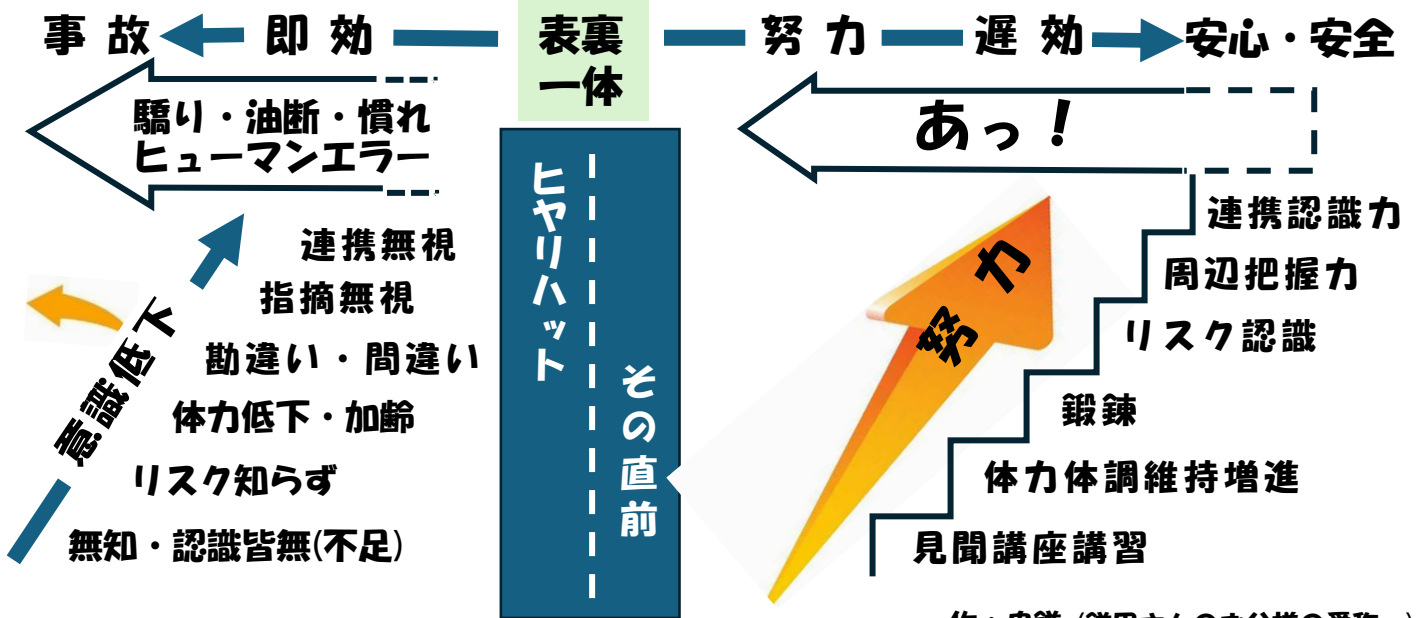 事故 即効 表裏 努力 遅効 安心・安全
一体
驕り・油断・慣れ
ヒューマンエラー
連携無視
指摘無視
勘違い・間違い
体力低下・加齢
リスク知らず
無知・認識皆無(不足)
意識低下
ヒヤリハット
その直前
あっ！
努力
連携認識力
周辺把握力
リスク認識
鍛錬
体力体調維持増進
見聞講座講習